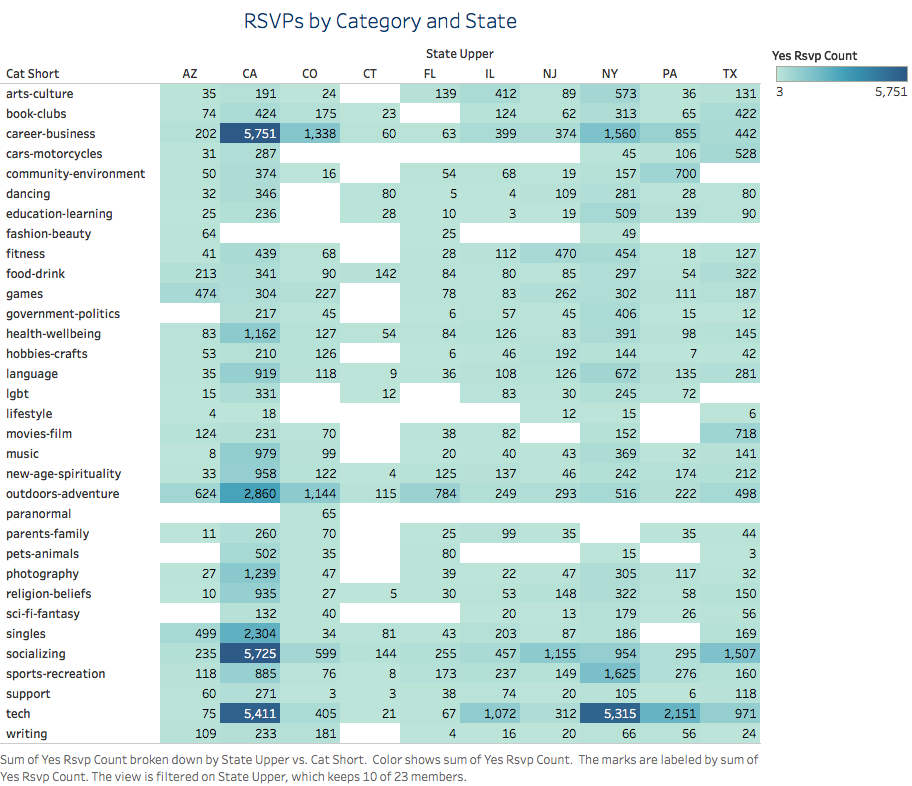 RSVPs by Category and State
State Upper
Cat Short AZ CA CO CT FL IL NJ NY PA TX
arts-culture 35 191 24 139 412 89 573 36 131
book-clubs 74 424 175 23 124 62 313 65 422
career-business 202 5,751 1,338 60 63 399 374 1,560 855 442
cars-motorcycles 31 287 45 106 528
community-environment 50 374 16 54 68 19 157 700
dancing 32 346 80 5 4 109 281 28 80
education-learning 25 236 28 10 3 19 509 139 90
fashion-beauty 64 25 49
fitness 41 439 68 28 112 470 454 18 127
food-drink 213 341 90 142 84 80 85 297 54 322
games 474 304 227 78 83 262 302 111 187
government-politics 217 45 6 57 45 406 15 12
health-wellbeing 83 1,162 127 54 84 126 83 391 98 145
hobbies-crafts 53 210 126 6 46 192 144 7 42
language 35 919 118 9 36 108 126 672 135 281
lgbt 15 331 12 83 30 245 72
lifestyle 4 18 12 15 6
movies-film 124 231 70 38 82 152 718
music 8 979 99 20 40 43 369 32 141
new-age-spirituality 33 958 122 4 125 137 46 242 174 212
outdoors-adventure 624 2,860 1,144 115 784 249 293 516 222 498
paranormal 65
parents-family 11 260 70 25 99 35 35 44
pets-animals 502 35 80 15 3
photography 27 1,239 47 39 22 47 305 117 32
religion-beliefs 10 935 27 5 30 53 148 322 58 150
sci-fi-fantasy 132 40 20 13 179 26 56
singles 499 2,304 34 81 43 203 87 186 169
socializing 235 5,725 599 144 255 457 1,155 954 295 1,507
sports-recreation 118 885 76 8 173 237 149 1,625 276 160
support 60 271 3 3 38 74 20 105 6 118
tech 75 5,411 405 21 67 1,072 312 5,315 2,151 971
writing 109 233 181 4 16 20 66 56 24
Yes Rsvp Count
3 5,751
Sum of Yes Rsvp Count broken down by State Upper vs. Cat Short. Color shows sum of Yes Rsvp Count. The marks are labeled by sum of
Yes Rsvp Count. The view is filtered on State Upper, which keeps 10 of 23 members.